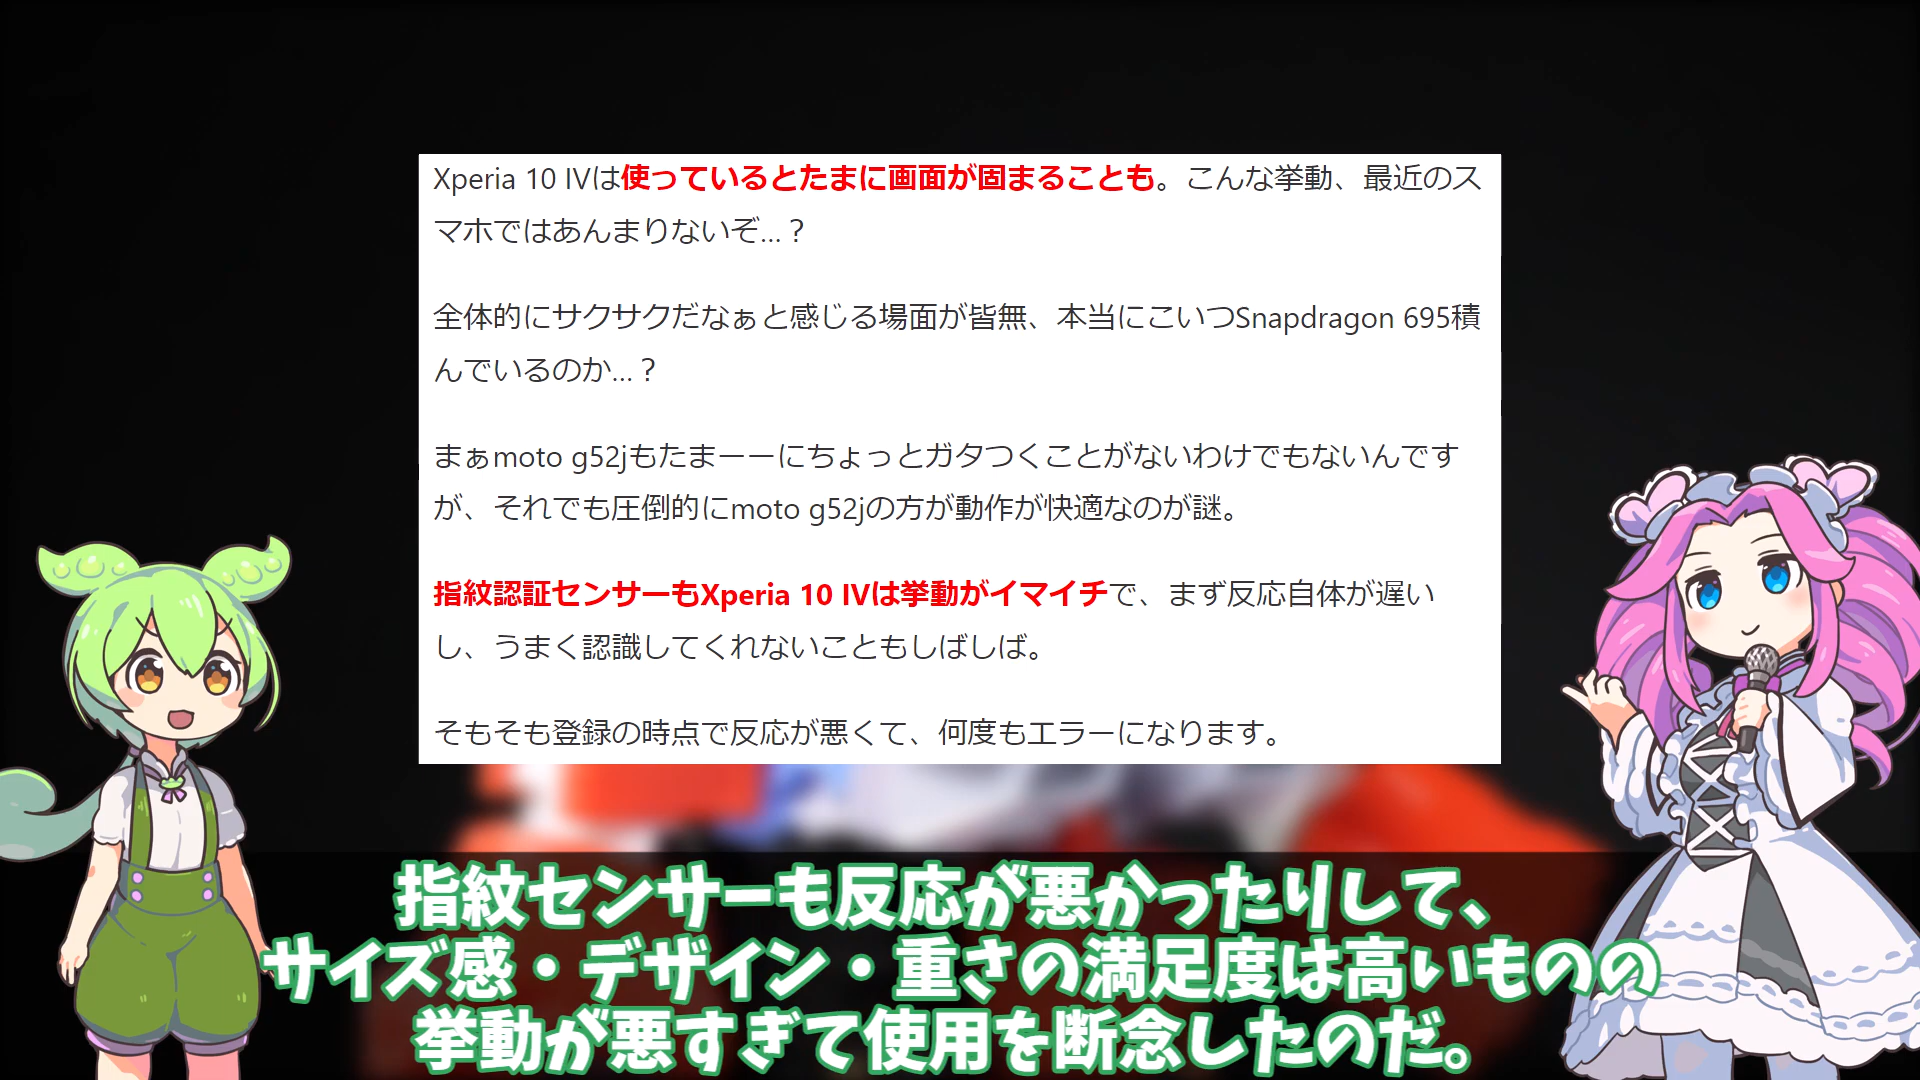 Xperia 10 IVは使っているとたまに画面が固まることも。こんな挙動、最近のス
マホではあんまりないぞ…？
全体的にサクサクだなぁと感じる場面が皆無、本当にこいつSnapdragon 695積
んでいるのか…？
まぁmoto g52jもたまーーにちょっとガタつくことがないわけでもないんです
が、それでも圧倒的にmoto g52jの方が動作が快適なのが謎。
指紋認証センサーもXperia 10 IVは挙動がイマイチで、まず反応自体が遅い
し、うまく認識してくれないこともしばしば。
そもそも登録の時点で反応が悪くて、何度もエラーになります。
指紋センサーも反応が悪かったりして、
サイズ感・デザイン・重さの満足度は高いものの
挙動が悪すぎて使用を断念したのだ。